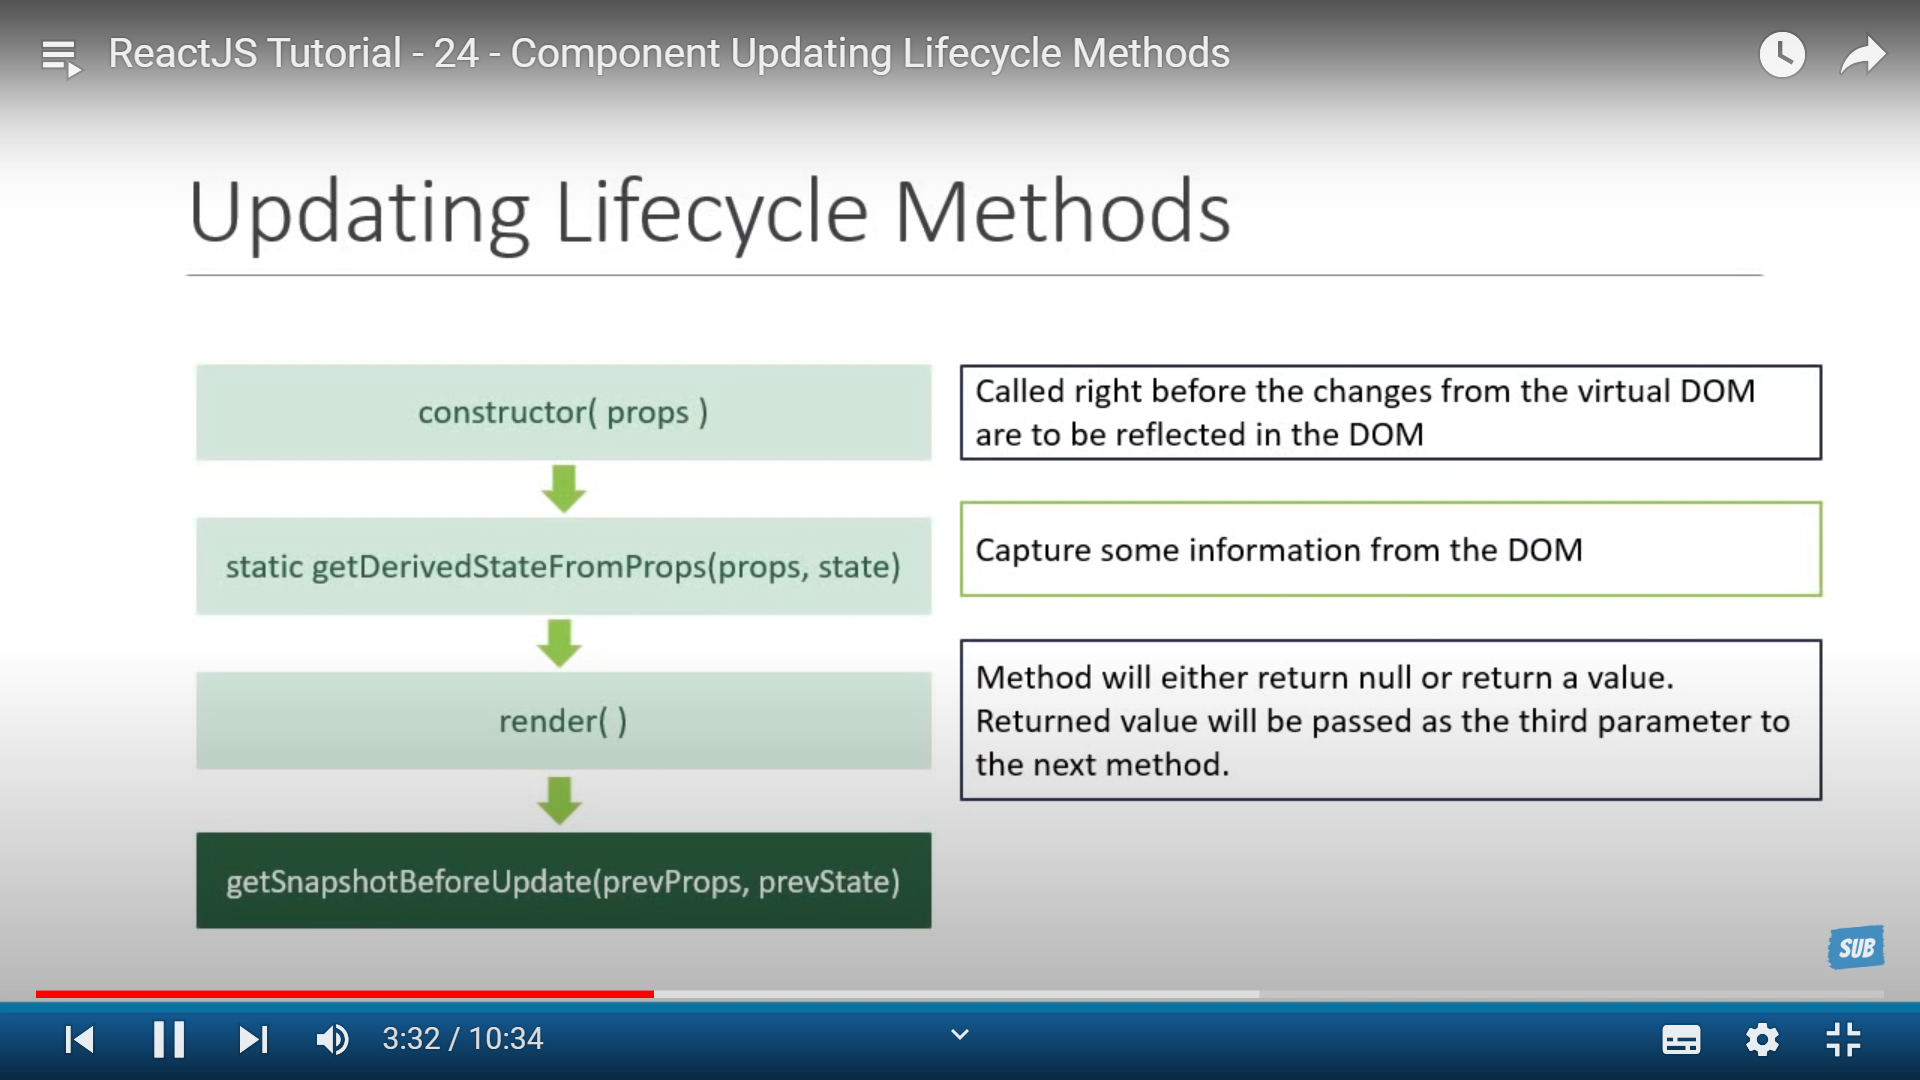 ReactJS Tutorial - 24 - Component Updating Lifecycle Methods
Updating Lifecycle Methods
constructor( props )
static getDerivedStateFromProps(props, state)
render( )
getSnapshotBeforeUpdate(prevProps, prevState)
Called right before the changes from the virtual DOM
are to be reflected in the DOM
Capture some information from the DOM
Method will either return null or return a value.
Returned value will be passed as the third parameter to
the next method.
SUB
3:32 / 10:34